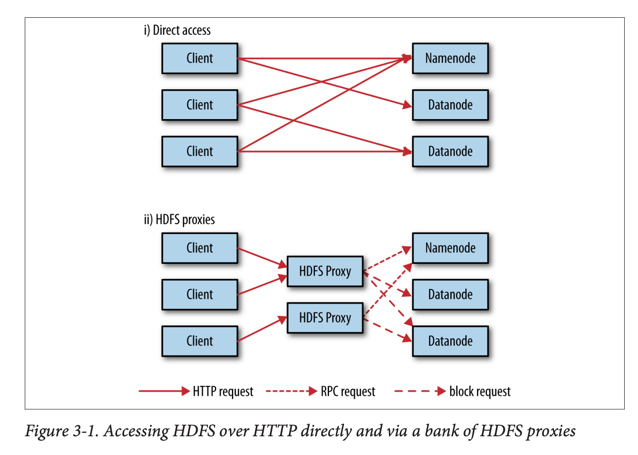 i) Direct access
Client
Namenode
Client
Datanode
Client
Datanode
ii) HDFS proxies
Client
Namenode
HDFS Proxy
Client
Datanode
HDFS Proxy
Client
Datanode
HTTP request
RPC request
block request
Figure 3-1. Accessing HDFS over HTTP directly and via a bank of HDFS proxies